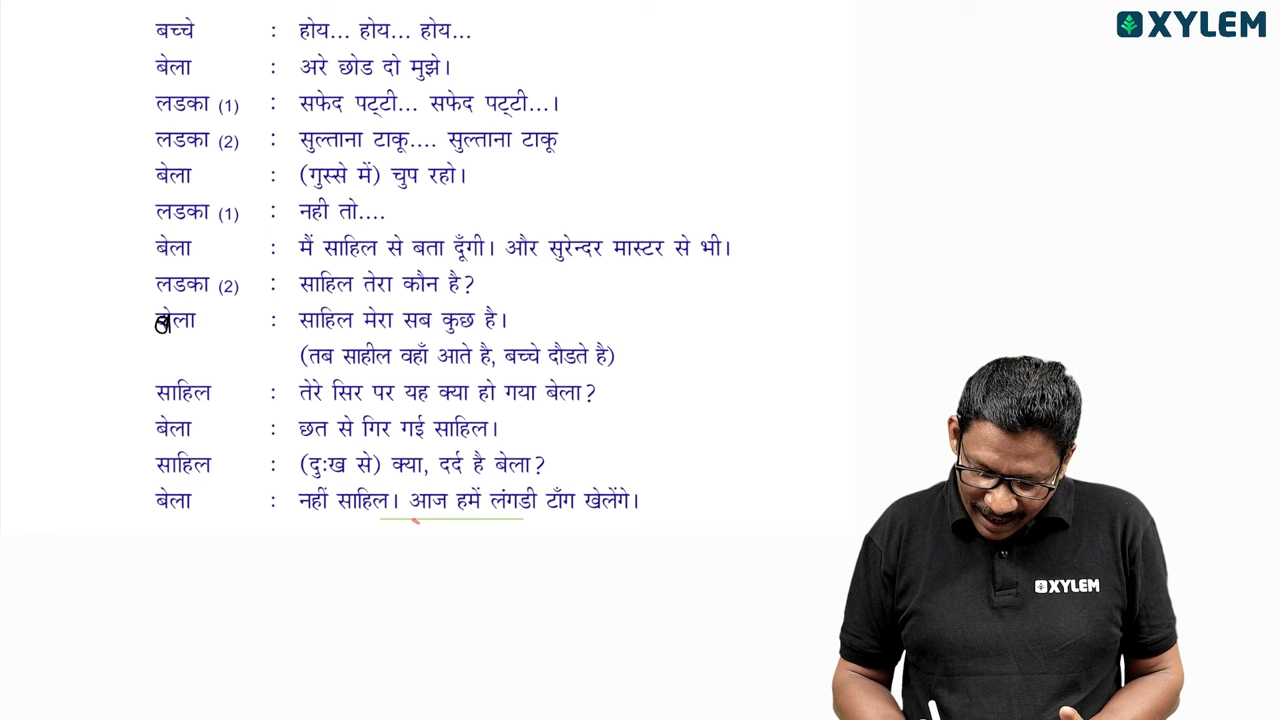 XYLEM
बच्चे : होय... होय... होय...
बेला : अरे छोड दो मुझे।
लडका (1) : सफेद पट्टी... सफेद पट्टी...।
लडका (2) : सुल्ताना टाकू.... सुल्ताना टाकू
बेला : (गुस्से में) चुप रहो।
लडका (1) : नही तो....
बेला : मैं साहिल से बता दूँगी। और सुरेन्दर मास्टर से भी।
लडका (2) : साहिल तेरा कौन है?
बेला : साहिल मेरा सब कुछ है।
(तब साहील वहाँ आते है, बच्चे दौडते है)
साहिल : तेरे सिर पर यह क्या हो गया बेला?
बेला : छत से गिर गई साहिल।
साहिल : (दुःख से) क्या, दर्द है बेला?
बेला : नहीं साहिल। आज हमें लंगडी टाँग खेलेंगे।
XYLEM